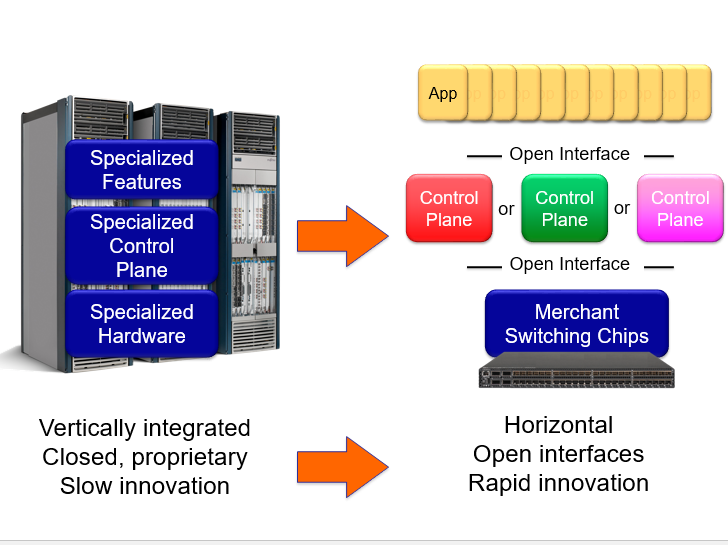 Specialized
Features
Specialized
Control
Plane
Specialized
Hardware
Vertically integrated
Closed, proprietary
Slow innovation
App
Open Interface
Control
Plane
or
Control
Plane
or
Control
Plane
Open Interface
Merchant
Switching Chips
Horizontal
Open interfaces
Rapid innovation